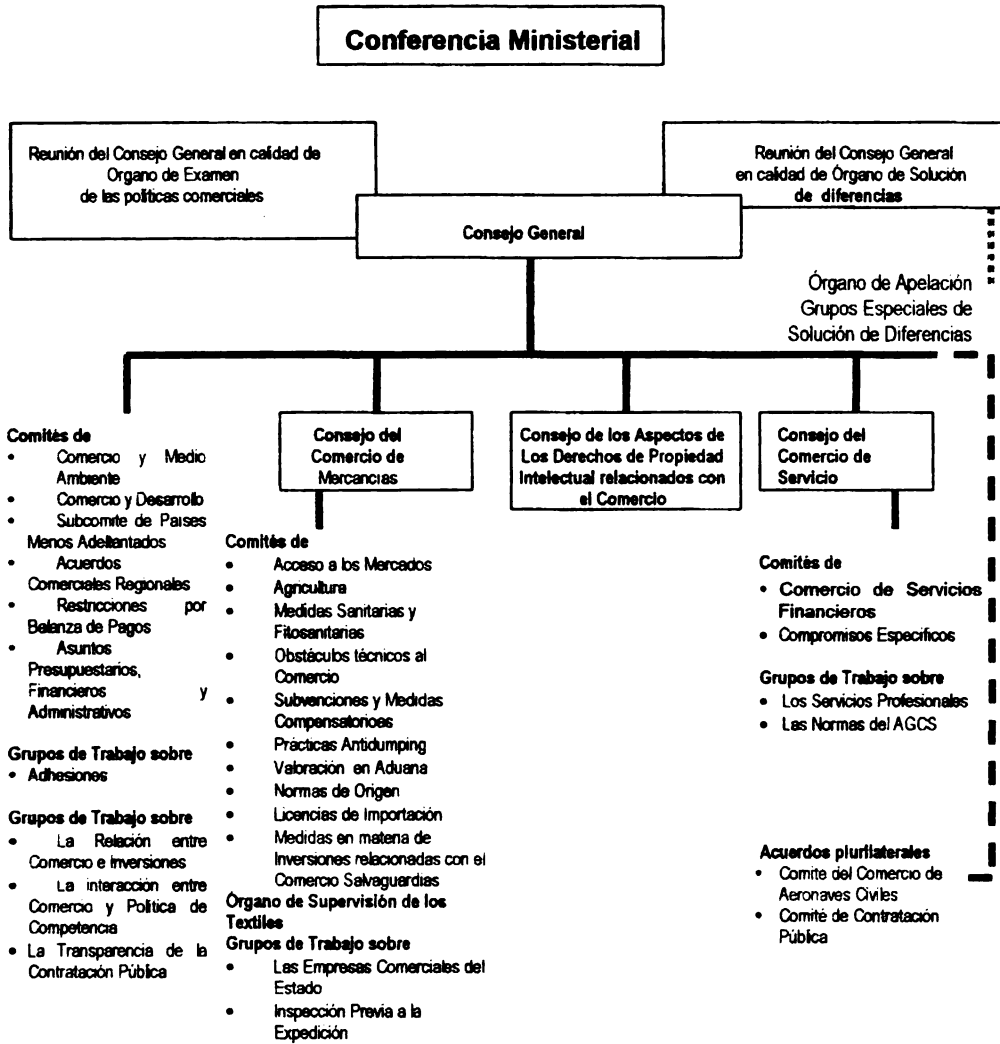 Conferencia Ministerial
Reunión del Consejo General en calidad de
Organo de Examen
de las políticas comerciales
Reunión del Consejo General
en calidad de Órgano de Solución
de diferencias
Consejo General
Órgano de Apelación
Grupos Especiales de
Solución de Diferencias
Comités de
• Comercio y Medio
Ambiente
• Comercio y Desarrollo
• Subcomite de Países
Menos Adelantados
• Acuerdos
Comerciales Regionales
• Restricciones por
Balanza de Pagos
• Asuntos
Presupuestarios,
Financieros y
Administrativos
Grupos de Trabajo sobre
• Adhesiones
Grupos de Trabajo sobre
• La Relación entre
Comercio e Inversiones
• La interacción entre
Comercio y Política de
Competencia
• La Transparencia de la
Contratación Pública
Consejo del
Comercio de
Mercancías
Comités de
• Acceso a los Mercados
• Agricultura
• Medidas Sanitarias y
Fitosanitarias
• Obstáculos técnicos al
Comercio
• Subvenciones y Medidas
Compensatorioes
• Prácticas Antidumping
• Valoración en Aduana
• Normas de Origen
• Licencias de Importación
• Medidas en materia de
Inversiones relacionadas con el
Comercio Salvaguardias
Órgano de Supervisión de los
Textiles
Grupos de Trabajo sobre
• Las Empresas Comerciales del
Estado
• Inspección Previa a la
Expedición
Consejo de los Aspectos de
Los Derechos de Propiedad
Intelectual relacionados con
el Comercio
Consejo del
Comercio de
Servicio
Comités de
• Comercio de Servicios
Financieros
• Compromisos Específicos
Grupos de Trabajo sobre
• Los Servicios Profesionales
• Las Normas del AGCS
Acuerdos plurilaterales
• Comite del Comercio de
Aeronaves Civiles
• Comité de Contratación
Pública